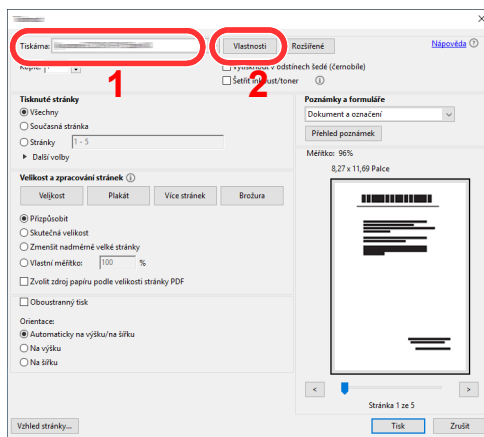 Tiskárna:
Vlastnosti
Rozšířené
Nápověda
1
2
Vytisknout v odstínech šedé (černobíle)
Šetřit inkoust/toner
Tisknuté stránky
Všechny
Současná stránka
Stránky 1 - 5
Další volby
Velikost a zpracování stránek
Velikost Plakát Více stránek Brožura
Přizpůsobit
Skutečná velikost
Zmenšit nadměrné velké stránky
Vlastní měřítko: 100 %
Zvolit zdroj papíru podle velikosti stránky PDF
Oboustranný tisk
Orientace:
Automaticky na výšku/na šířku
Na výšku
Na šířku
Poznámky a formuláře
Dokument a označení
Přehled poznámek
Měřítko: 96%
8,27 x 11,69 Palce
< >
Stránka 1 ze 5
Vzhled stránky...
Tisk
Zrušit